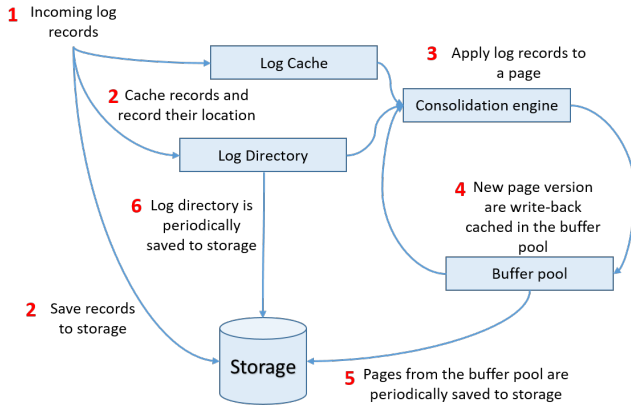 1 Incoming log
records
Log Cache
3 Apply log records to
a page
2 Cache records and
record their location
Consolidation engine
Log Directory
6 Log directory is
periodically
saved to storage
4 New page version
are write-back
cached in the buffer
pool
Buffer pool
2 Save records
to storage
Storage
5 Pages from the buffer pool are
periodically saved to storage